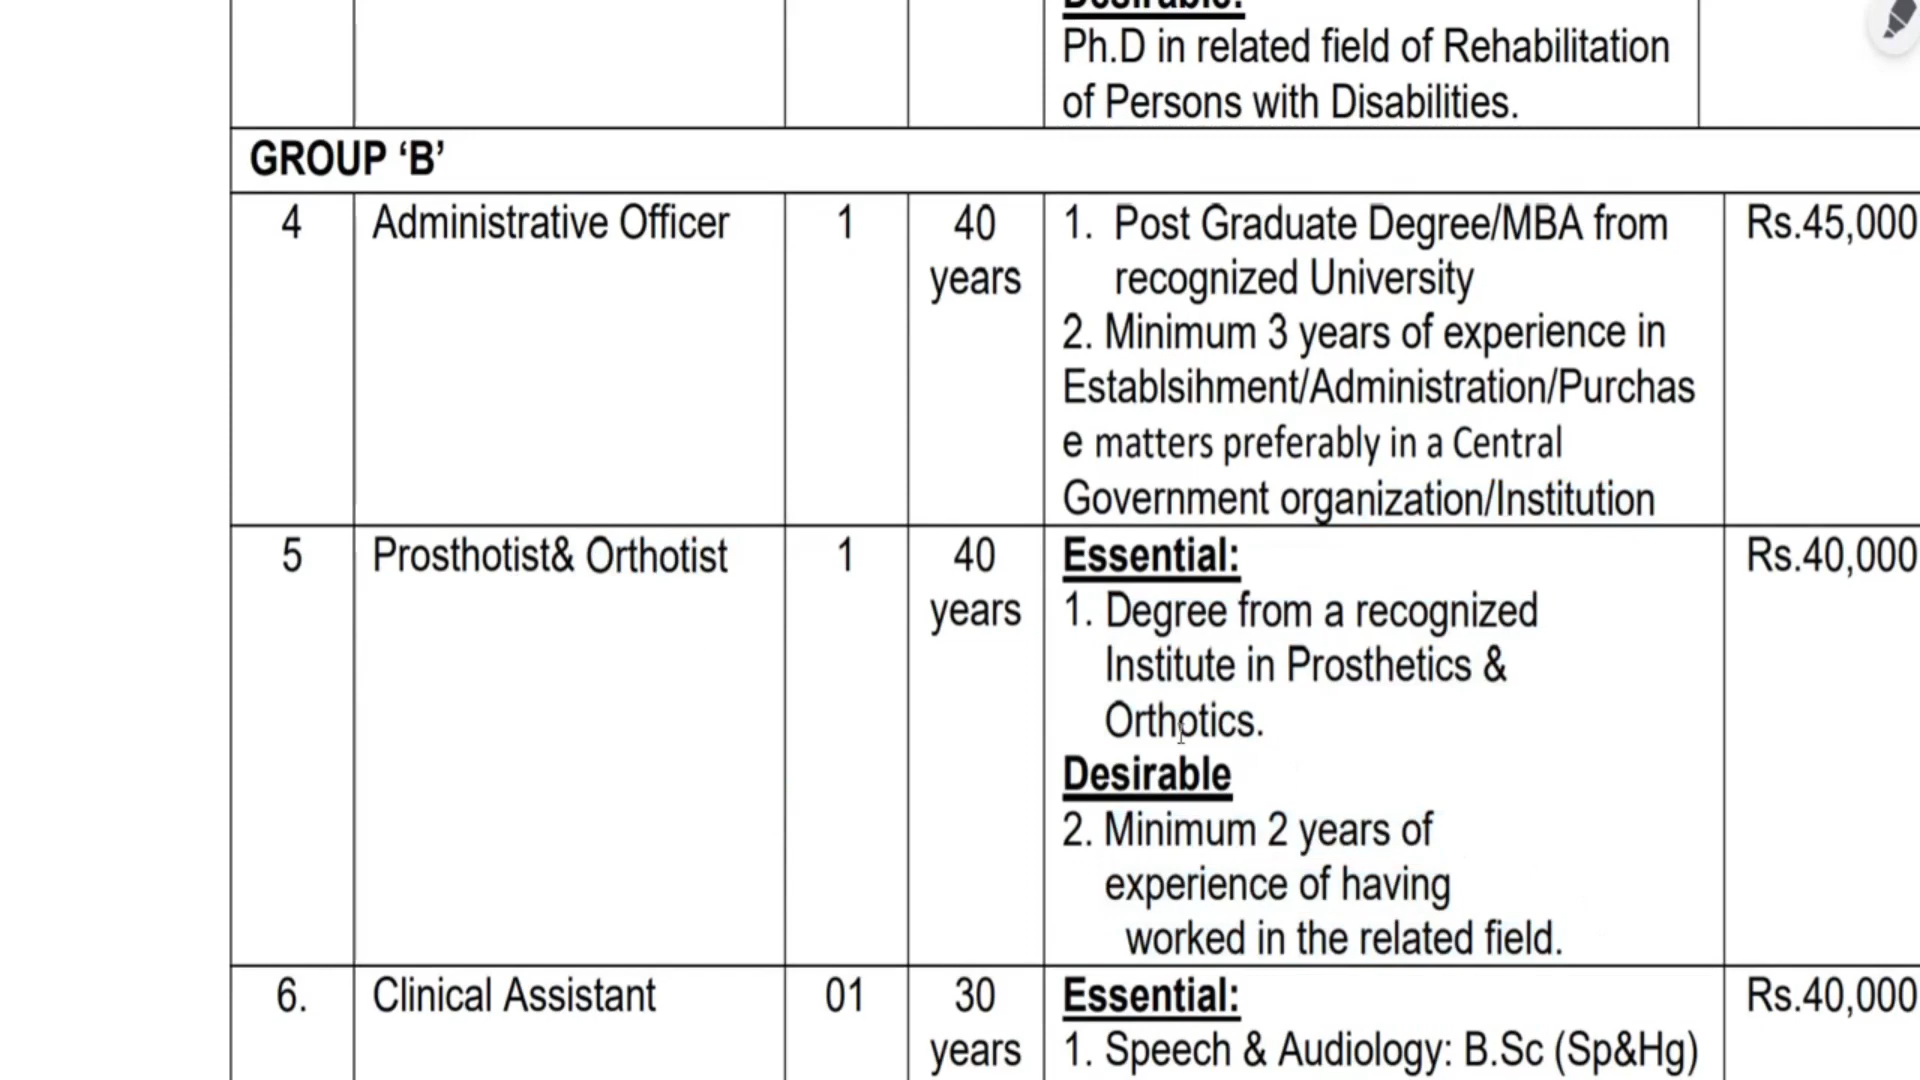 Desirable:
Ph.D in related field of Rehabilitation
of Persons with Disabilities.
GROUP ‘B’
4 Administrative Officer 1 40 years
1. Post Graduate Degree/MBA from
recognized University
2. Minimum 3 years of experience in
Establsihment/Administration/Purchas
e matters preferably in a Central
Government organization/Institution
Rs.45,000
5 Prosthotist& Orthotist 1 40 years
Essential:
1. Degree from a recognized
Institute in Prosthetics &
Orthotics.
Desirable
2. Minimum 2 years of
experience of having
worked in the related field.
Rs.40,000
6. Clinical Assistant 01 30 years
Essential:
1. Speech & Audiology: B.Sc (Sp&Hg)
Rs.40,000